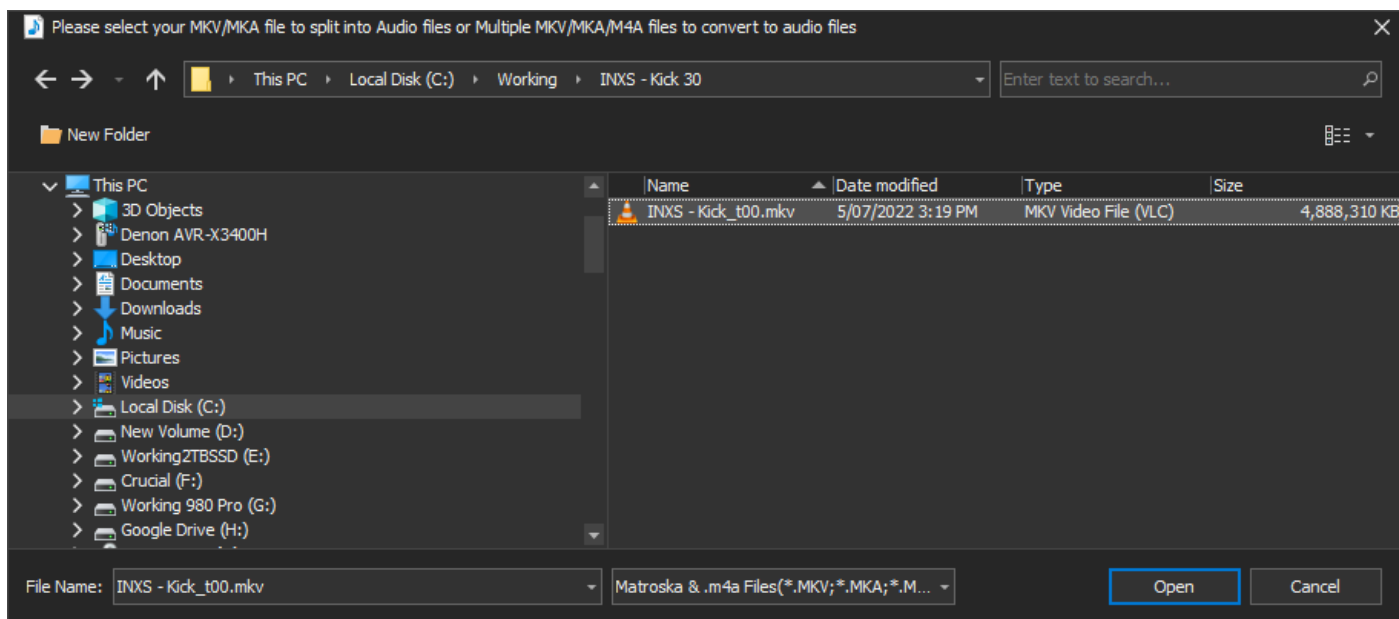 Please select your MKV/MKA file to split into Audio files or Multiple MKV/MKA/M4A files to convert to audio files
This PC Local Disk (C:) Working INXS - Kick 30 Enter text to search...
New Folder
This PC
3D Objects
Denon AVR-X3400H
Desktop
Documents
Downloads
Music
Pictures
Videos
Local Disk (C:)
New Volume (D:)
Working2TBSSD (E:)
Crucial (F:)
Working 980 Pro (G:)
Google Drive (H:)
Name Date modified Type Size
INXS - Kick_t00.mkv 5/07/2022 3:19 PM MKV Video File (VLC) 4,888,310 KB
File Name: INXS - Kick_t00.mkv Matroska & .m4a Files(*.MKV;*.MKA;*.M... Open Cancel